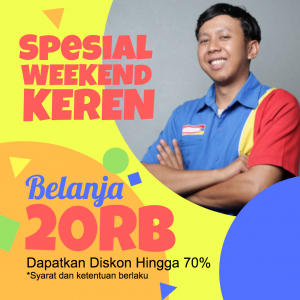 SPESIAL
WEEKEND
KEREN
Belanja
20RB
Dapatkan Diskon Hingga 70%
*Syarat dan ketentuan berlaku